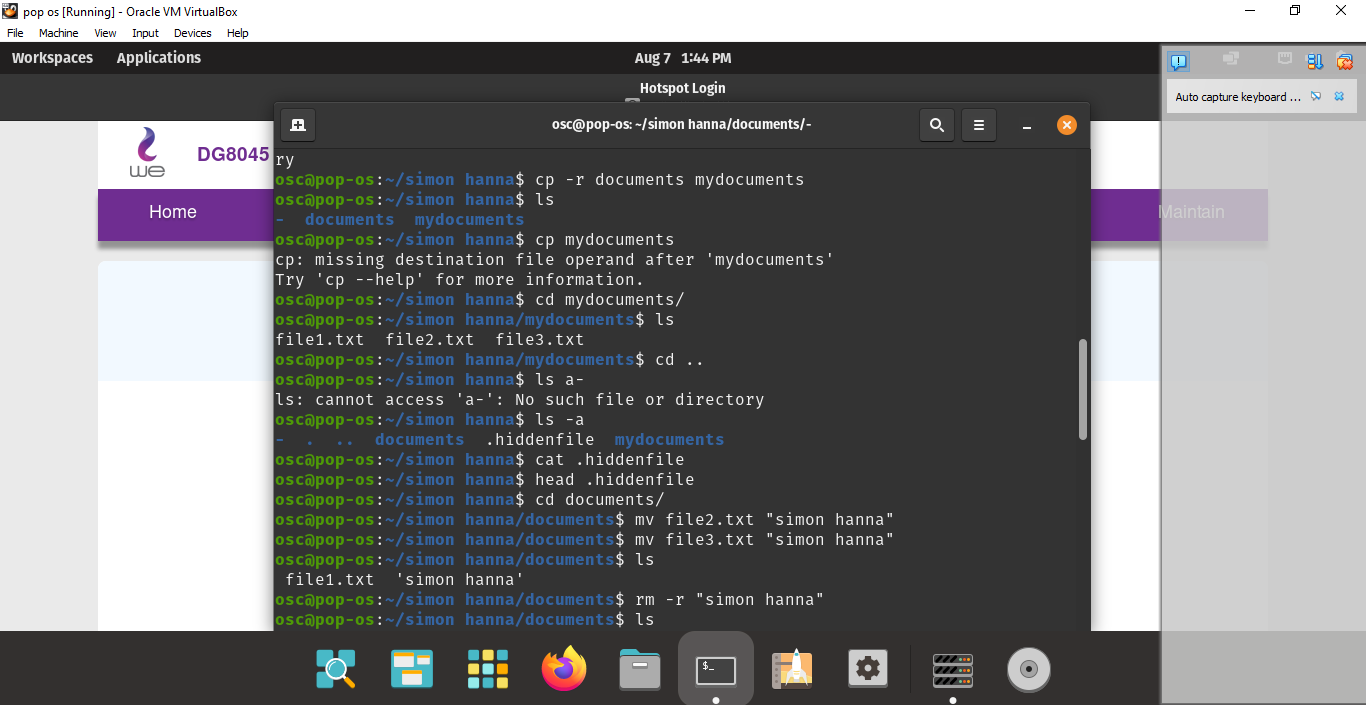 pop os [Running] - Oracle VM VirtualBox
File Machine View Input Devices Help
Workspaces Applications
Aug 7 1:44 PM
Hotspot Login
Auto capture keyboard ...
osc@pop-os: ~/simon hanna/documents/-
we
DG8045
Home
Maintain
ry
osc@pop-os:~/simon hanna$ cp -r documents mydocuments
osc@pop-os:~/simon hanna$ ls
- documents mydocuments
osc@pop-os:~/simon hanna$ cp mydocuments
cp: missing destination file operand after 'mydocuments'
Try 'cp --help' for more information.
osc@pop-os:~/simon hanna$ cd mydocuments/
osc@pop-os:~/simon hanna/mydocuments$ ls
file1.txt file2.txt file3.txt
osc@pop-os:~/simon hanna/mydocuments$ cd ..
osc@pop-os:~/simon hanna$ ls a-
ls: cannot access 'a-': No such file or directory
osc@pop-os:~/simon hanna$ ls -a
- . .. documents .hiddenfile mydocuments
osc@pop-os:~/simon hanna$ cat .hiddenfile
osc@pop-os:~/simon hanna$ head .hiddenfile
osc@pop-os:~/simon hanna$ cd documents/
osc@pop-os:~/simon hanna/documents$ mv file2.txt "simon hanna"
osc@pop-os:~/simon hanna/documents$ mv file3.txt "simon hanna"
osc@pop-os:~/simon hanna/documents$ ls
file1.txt 'simon hanna'
osc@pop-os:~/simon hanna/documents$ rm -r "simon hanna"
osc@pop-os:~/simon hanna/documents$ ls
$_